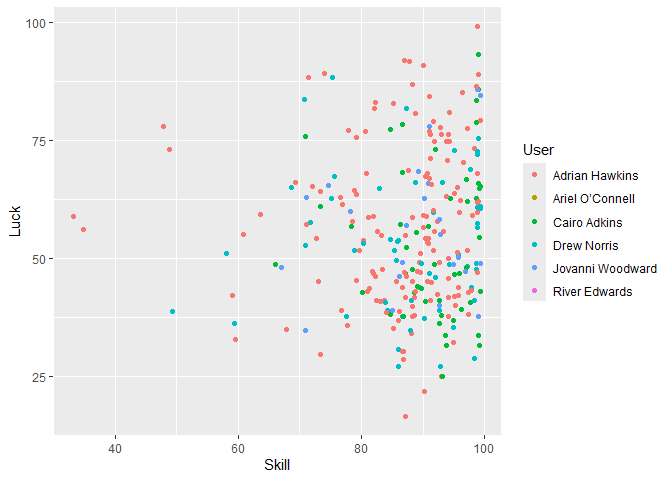 100
75
50
25
Luck
40
60
80
100
Skill
User
Adrian Hawkins
Ariel O'Connell
Cairo Adkins
Drew Norris
Jovanni Woodward
River Edwards